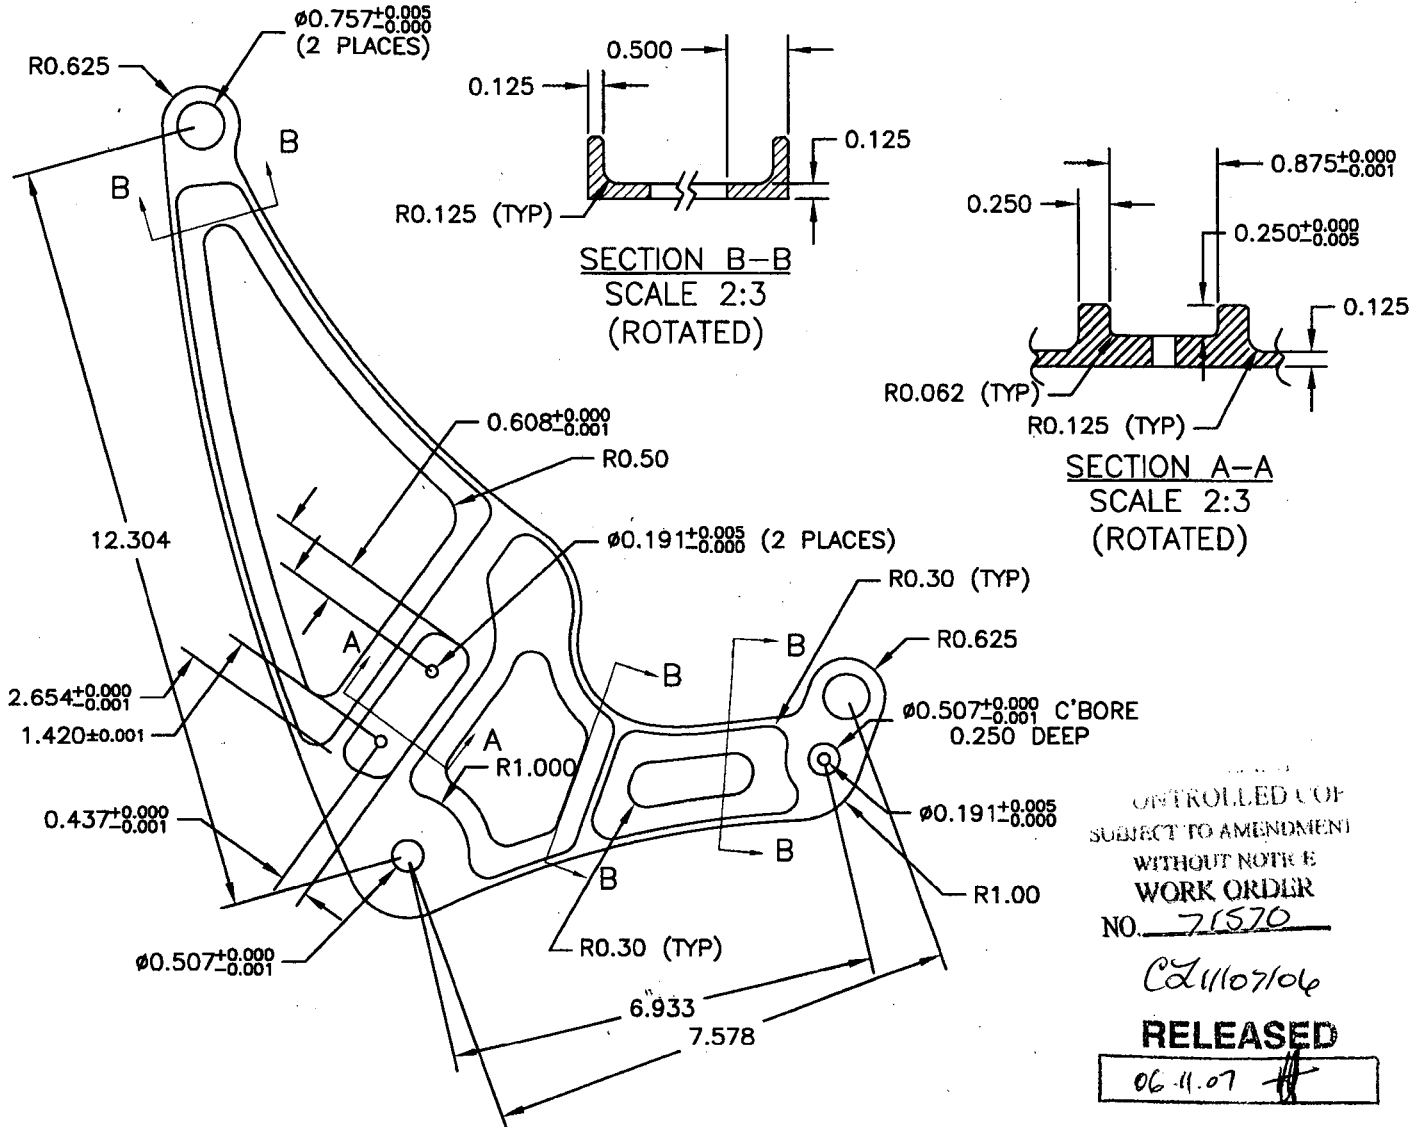 ø0.757+0.005
-0.000
(2 PLACES)
R0.625
0.500
0.125
0.125
0.875+0.000
-0.001
0.250
0.250+0.000
-0.005
0.125
B
B
R0.125 (TYP)
SECTION B-B
SCALE 2:3
(ROTATED)
R0.062 (TYP)
R0.125 (TYP)
SECTION A-A
SCALE 2:3
(ROTATED)
0.608+0.000
-0.001
R0.50
12.304
ø0.191+0.005
-0.000 (2 PLACES)
R0.30 (TYP)
R0.625
A
B
B
2.654+0.000
-0.001
1.420±0.001
ø0.507+0.000
-0.001 C'BORE
0.250 DEEP
A
R1.000
0.437+0.000
-0.001
ø0.191+0.005
-0.000
B
B
R1.00
ø0.507+0.000
-0.001
R0.30 (TYP)
6.933
7.578
ONTROLLED COP
SUBJECT TO AMENDMENT
WITHOUT NOTICE
WORK ORDER
NO. 71570
11/07/06
RELEASED
06.11.07